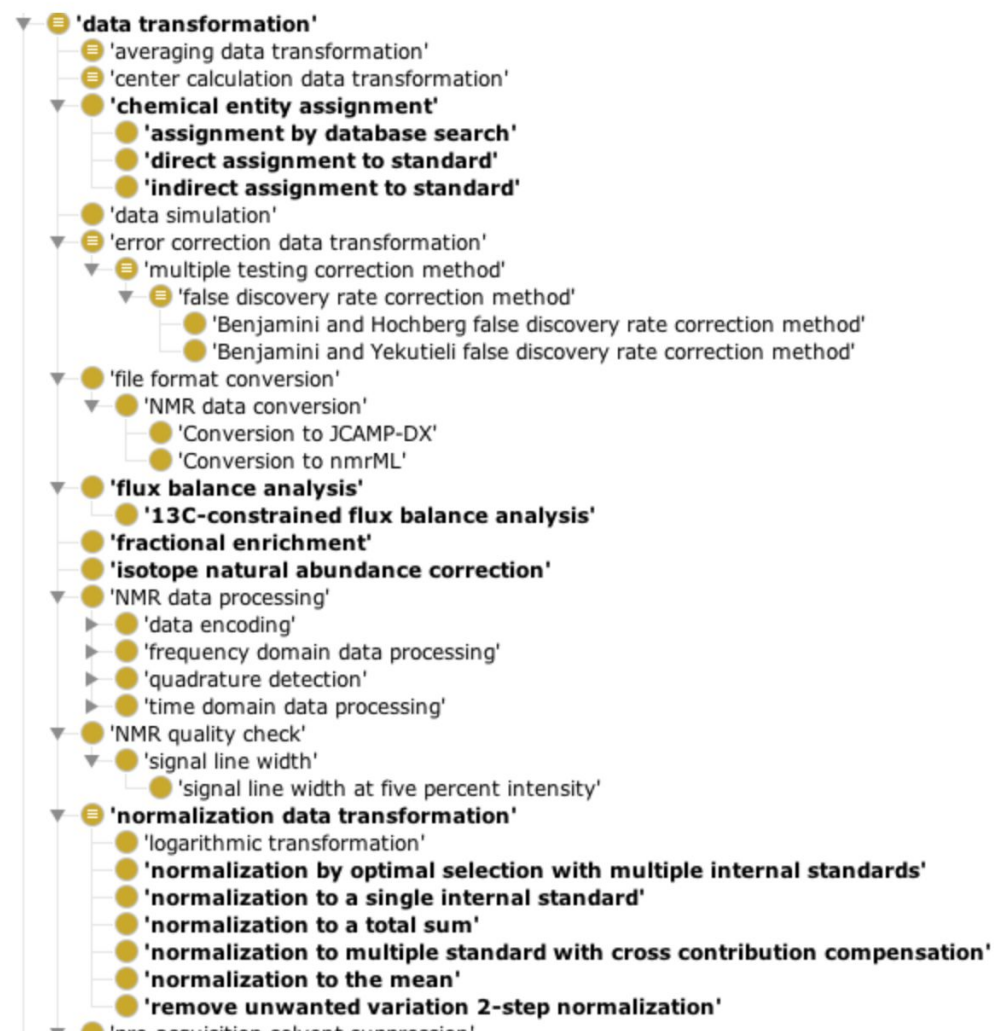 'data transformation'
'averaging data transformation'
'center calculation data transformation'
'chemical entity assignment'
'assignment by database search'
'direct assignment to standard'
'indirect assignment to standard'
'data simulation'
'error correction data transformation'
'multiple testing correction method'
'false discovery rate correction method'
'Benjamini and Hochberg false discovery rate correction method'
'Benjamini and Yekutieli false discovery rate correction method'
'file format conversion'
'NMR data conversion'
'Conversion to JCAMP-DX'
'Conversion to nmrML'
'flux balance analysis'
'13C-constrained flux balance analysis'
'fractional enrichment'
'isotope natural abundance correction'
'NMR data processing'
'data encoding'
'frequency domain data processing'
'quadrature detection'
'time domain data processing'
'NMR quality check'
'signal line width'
'signal line width at five percent intensity'
'normalization data transformation'
'logarithmic transformation'
'normalization by optimal selection with multiple internal standards'
'normalization to a single internal standard'
'normalization to a total sum'
'normalization to multiple standard with cross contribution compensation'
'normalization to the mean'
'remove unwanted variation 2-step normalization'